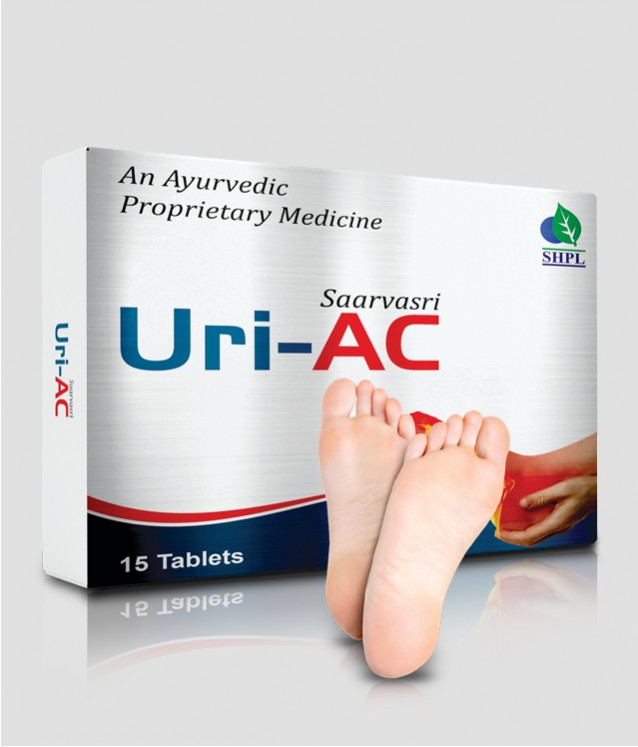 An Ayurvedic
Proprietary Medicine
SHPL
Saarvasri
Uri-AC
15 Tablets
Saarvasri
Uri-AC
15 Tablets